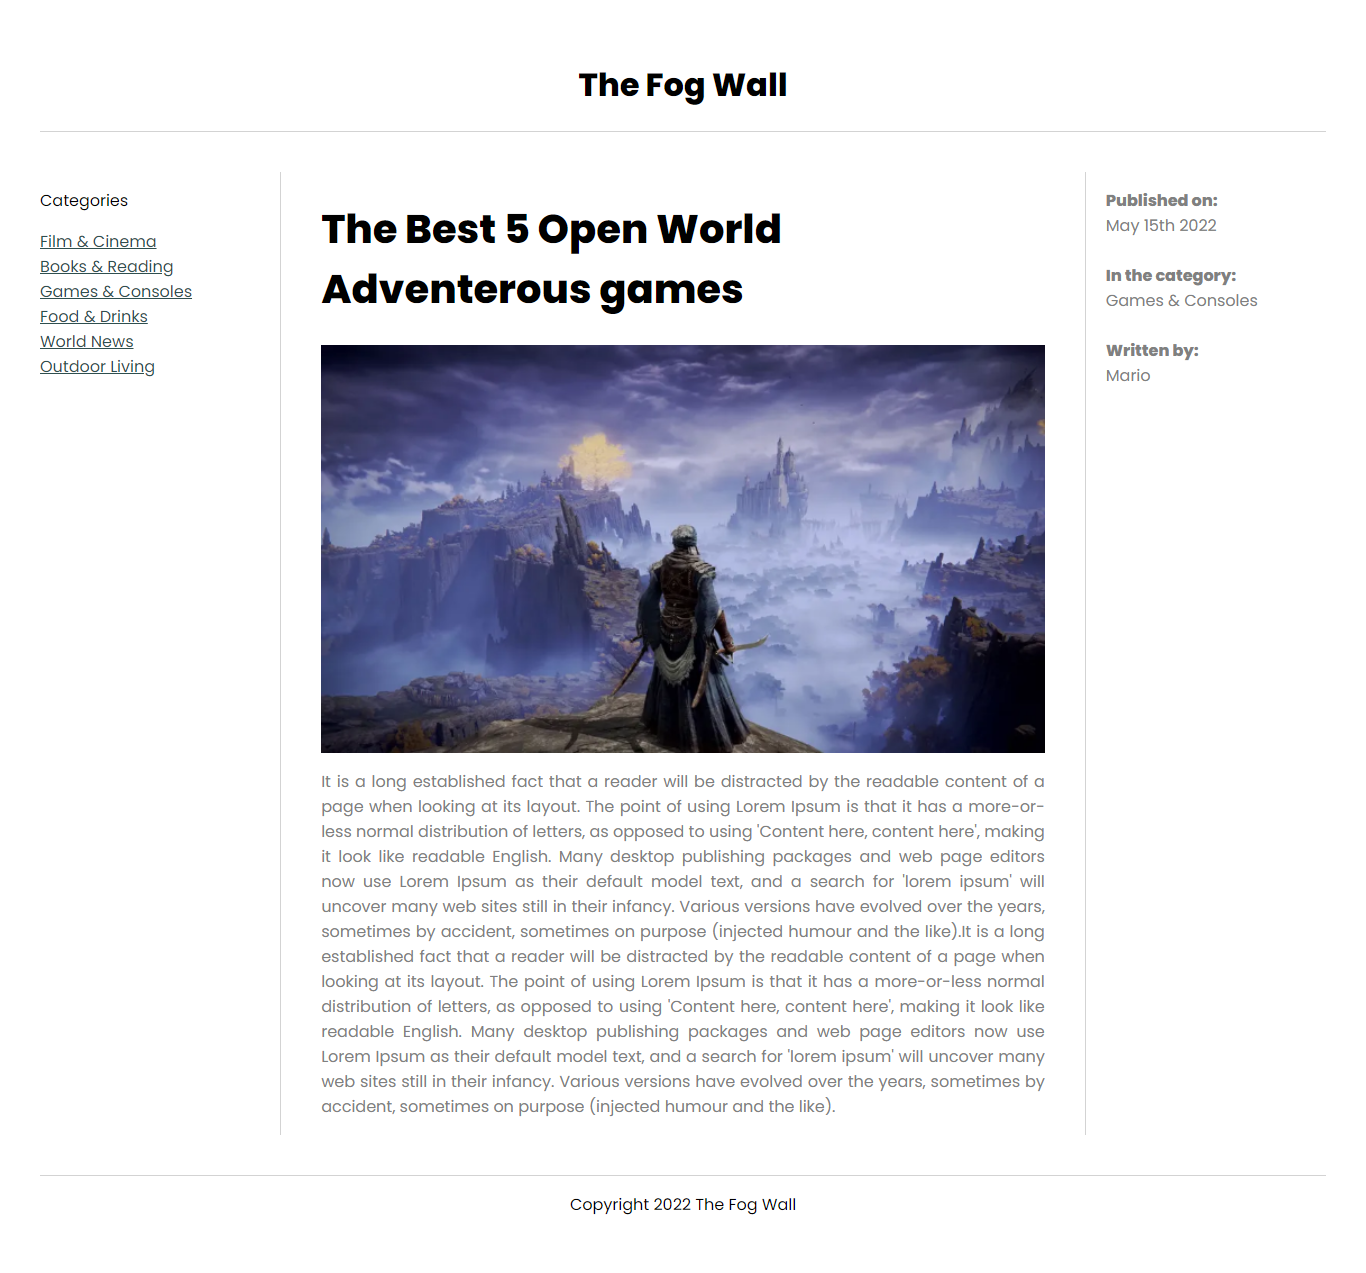 The Fog Wall
Categories
Film & Cinema
Books & Reading
Games & Consoles
Food & Drinks
World News
Outdoor Living
The Best 5 Open World
Adventerous games
It is a long established fact that a reader will be distracted by the readable content of a
page when looking at its layout. The point of using Lorem Ipsum is that it has a more-or-
less normal distribution of letters, as opposed to using 'Content here, content here', making
it look like readable English. Many desktop publishing packages and web page editors
now use Lorem Ipsum as their default model text, and a search for 'lorem ipsum' will
uncover many web sites still in their infancy. Various versions have evolved over the years,
sometimes by accident, sometimes on purpose (injected humour and the like).It is a long
established fact that a reader will be distracted by the readable content of a page when
looking at its layout. The point of using Lorem Ipsum is that it has a more-or-less normal
distribution of letters, as opposed to using 'Content here, content here', making it look like
readable English. Many desktop publishing packages and web page editors now use
Lorem Ipsum as their default model text, and a search for 'lorem ipsum' will uncover many
web sites still in their infancy. Various versions have evolved over the years, sometimes by
accident, sometimes on purpose (injected humour and the like).
Published on:
May 15th 2022
In the category:
Games & Consoles
Written by:
Mario
Copyright 2022 The Fog Wall